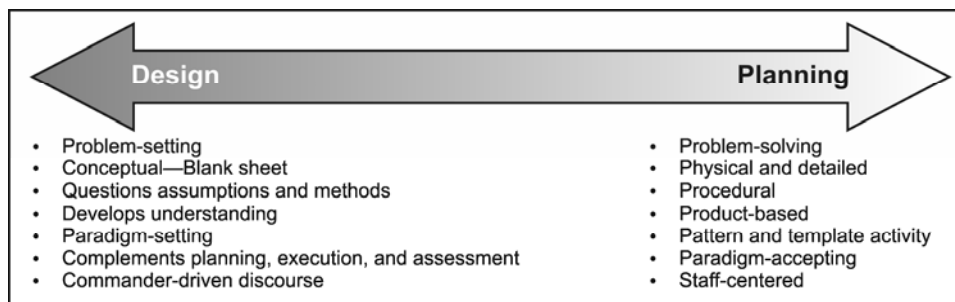 Design
Planning
• Problem-setting
• Conceptual—Blank sheet
• Questions assumptions and methods
• Develops understanding
• Paradigm-setting
• Complements planning, execution, and assessment
• Commander-driven discourse
• Problem-solving
• Physical and detailed
• Procedural
• Product-based
• Pattern and template activity
• Paradigm-accepting
• Staff-centered